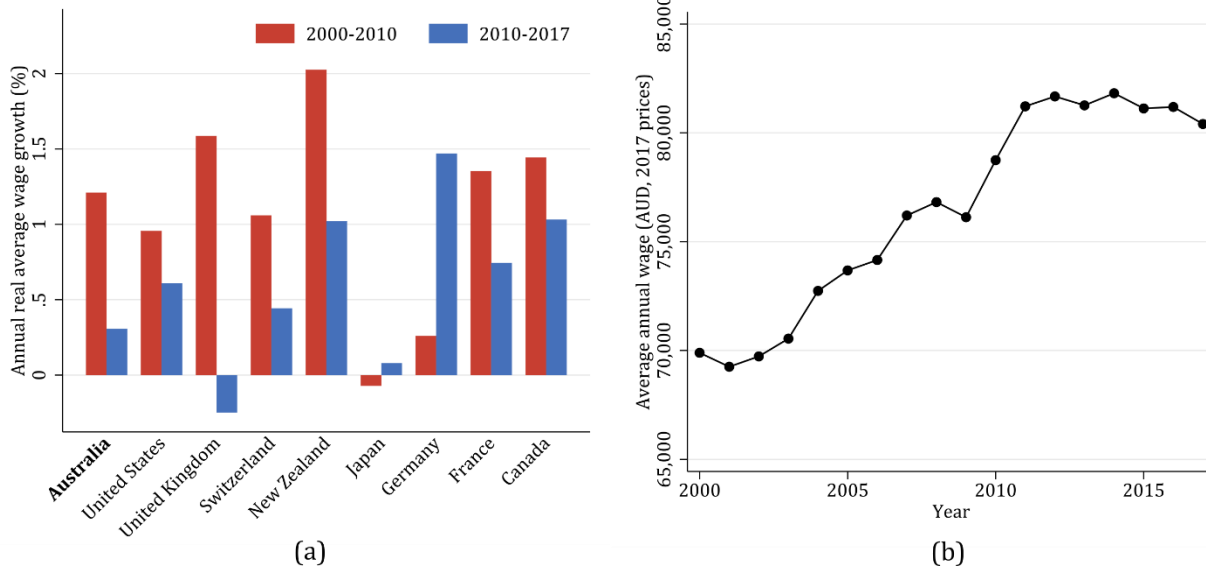 2000-2010 2010-2017
Annual real average wage growth (%)
2
1.5
1
.5
0
Australia
United States
United Kingdom
Switzerland
New Zealand
Japan
Germany
France
Canada
(a)
Average annual wage (AUD, 2017 prices)
85,000
80,000
75,000
70,000
65,000
2000 2005 2010 2015
Year
(b)